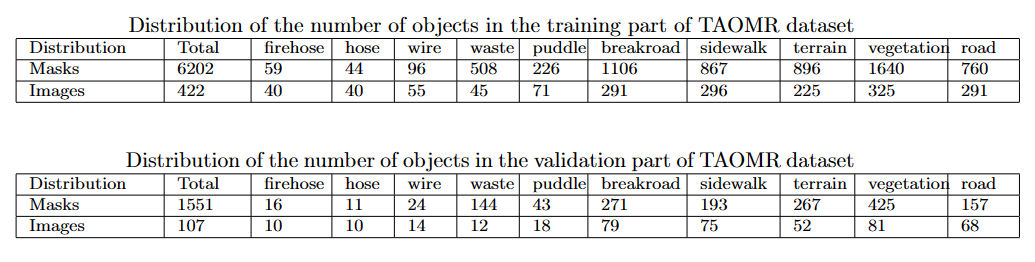 Distribution of the number of objects in the training part of TAOMR dataset
Distribution Total firehose hose wire waste puddle breakroad sidewalk terrain vegetation road
Masks 6202 59 44 96 508 226 1106 867 896 1640 760
Images 422 40 40 55 45 71 291 296 225 325 291
Distribution of the number of objects in the validation part of TAOMR dataset
Distribution Total firehose hose wire waste puddle breakroad sidewalk terrain vegetation road
Masks 1551 16 11 24 144 43 271 193 267 425 157
Images 107 10 10 14 12 18 79 75 52 81 68